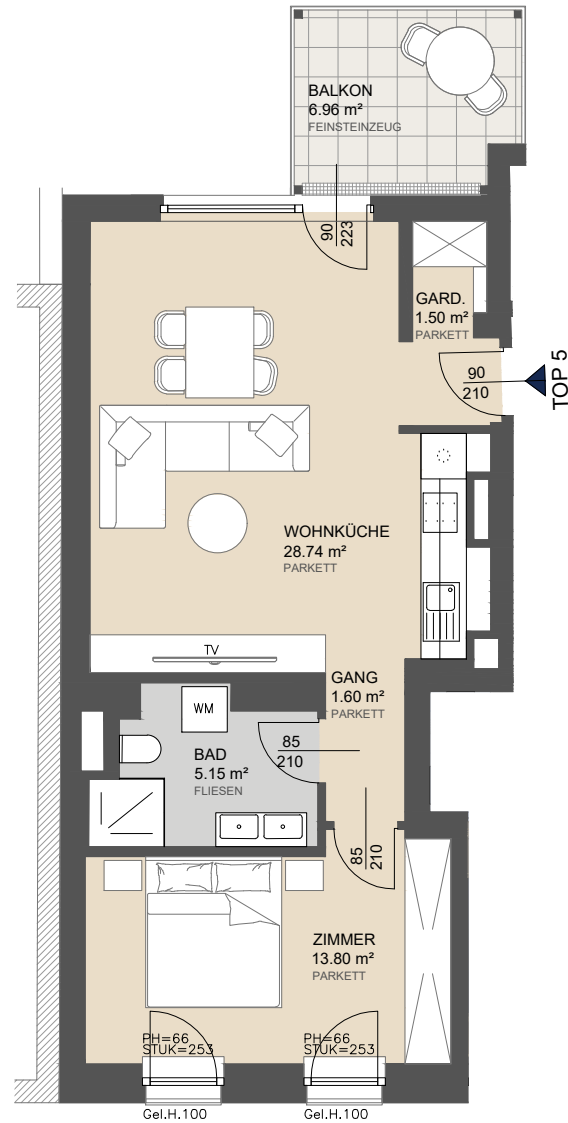 BALKON
6.96 m²
FEINSTEINZEUG
90
223
GARD.
1.50 m²
PARKETT
90
210
TOP 5
WOHNKÜCHE
28.74 m²
PARKETT
TV
GANG
1.60 m²
PARKETT
WM
BAD
5.15 m²
FLIESEN
85
210
85
210
ZIMMER
13.80 m²
PARKETT
PH=66
STUK=253
PH=66
STUK=253
Gel.H.100
Gel.H.100